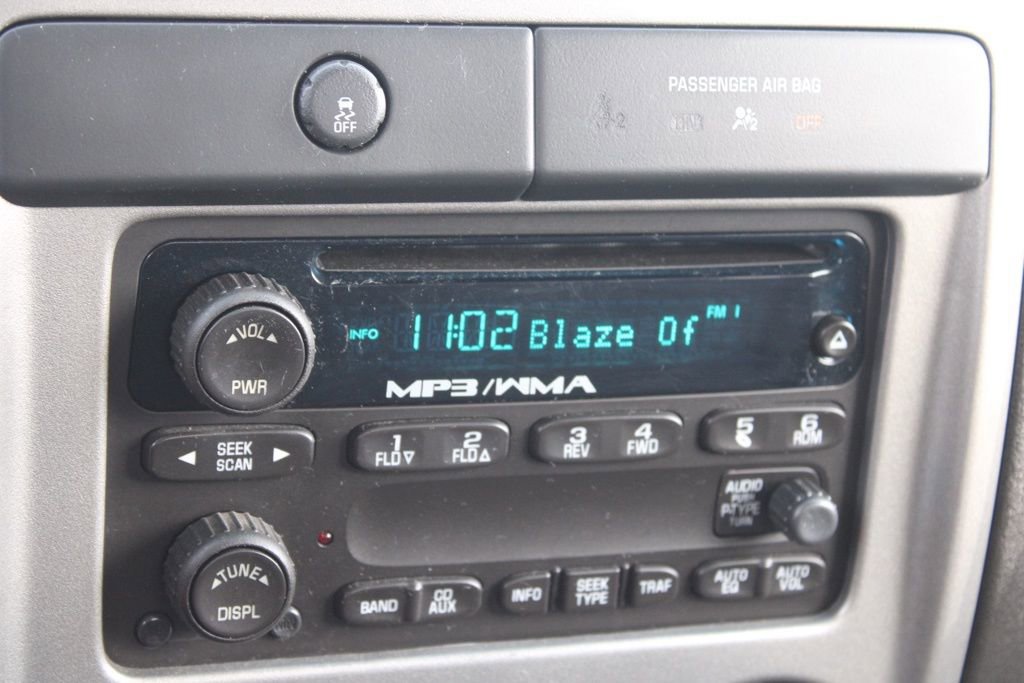 PASSENGER AIR BAG
OFF
2
2
OFF
VOL
PWR
INFO 11:02 Blaze Of FM 1
MP3/WMA
SEEK
SCAN
1
FLD
2
FLD
3
REV
4
FWD
5
6
RDM
AUDIO
PUSH
P-TYPE
TURN
TUNE
DISPL
BAND
CD
AUX
INFO
SEEK
TYPE
TRAF
AUTO
EQ
AUTO
VOL